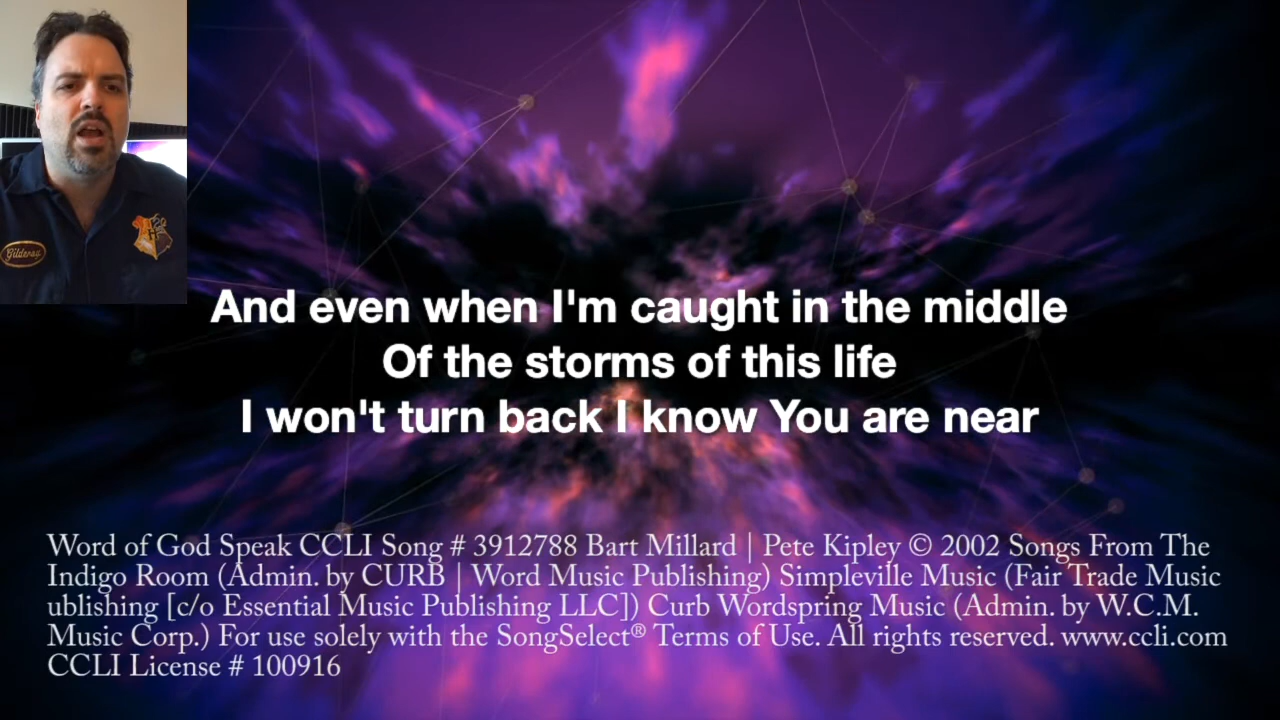 Gilderoy
And even when I'm caught in the middle
Of the storms of this life
I won't turn back I know You are near
Word of God Speak CCLI Song # 3912788 Bart Millard | Pete Kipley © 2002 Songs From The
Indigo Room (Admin. by CURB | Word Music Publishing) Simpleville Music (Fair Trade Music
ublishing [c/o Essential Music Publishing LLC]) Curb Wordspring Music (Admin. by W.C.M.
Music Corp.) For use solely with the SongSelect® Terms of Use. All rights reserved. www.ccli.com
CCLI License # 100916